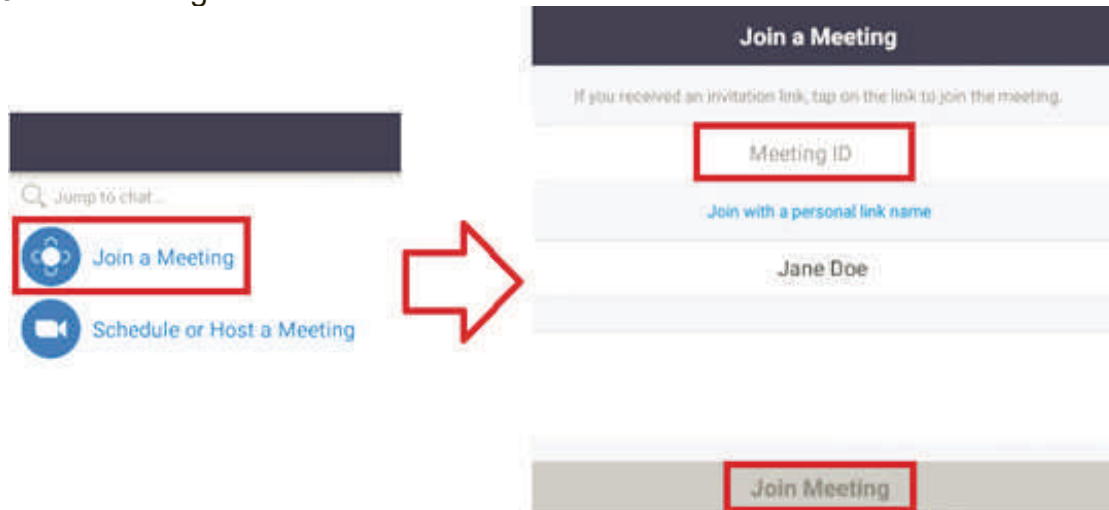 Jump to chat...
Join a Meeting
Schedule or Host a Meeting
Join a Meeting
If you received an invitation link, tap on the link to join the meeting.
Meeting ID
Join with a personal link name
Jane Doe
Join Meeting